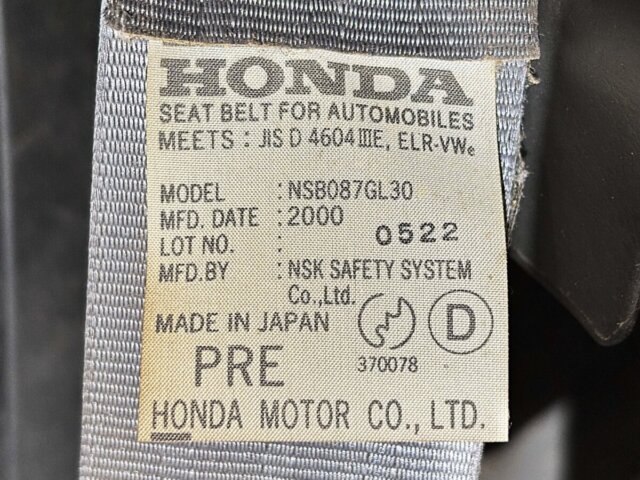 HONDA
SEAT BELT FOR AUTOMOBILES
MEETS : JIS D 4604 IIIE, ELR-VWe
MODEL : NSB087GL30
MFD. DATE : 2000
LOT NO. : 0522
MFD.BY : NSK SAFETY SYSTEM
Co.,Ltd.
MADE IN JAPAN
D
PRE
370078
HONDA MOTOR CO., LTD.